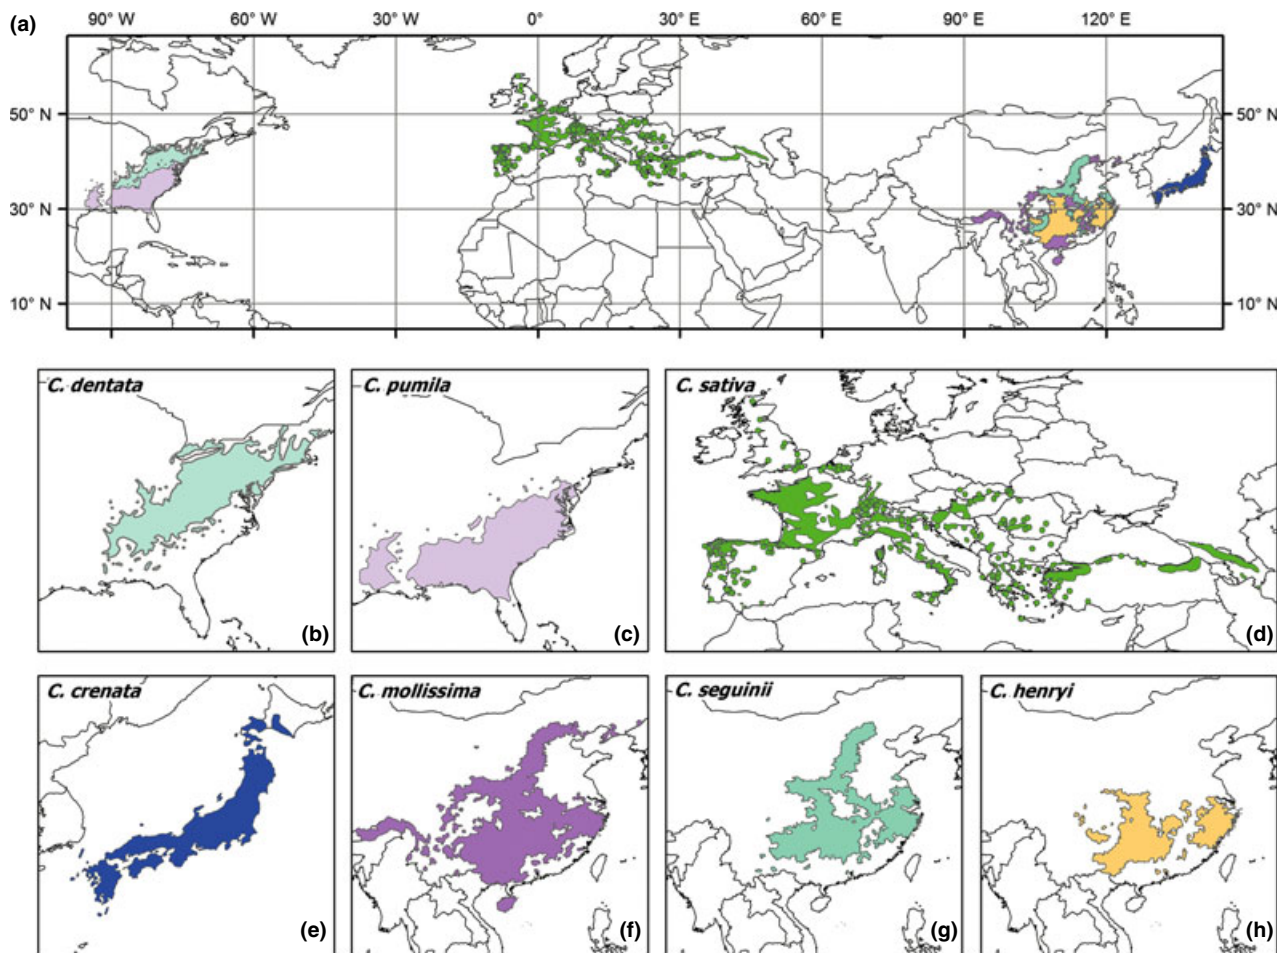 (a)
90° W 60° W 30° W 0° 30° E 60° E 90° E 120° E
50° N 50° N
30° N 30° N
10° N 10° N
C. dentata C. pumila C. sativa
(b) (c) (d)
C. crenata C. mollissima C. seguinii C. henryi
(e) (f) (g) (h)